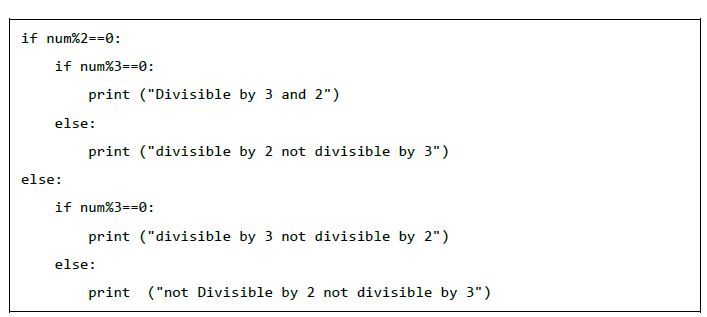 if num%2==0:
    if num%3==0:
        print ("Divisible by 3 and 2")
    else:
        print ("divisible by 2 not divisible by 3")
else:
    if num%3==0:
        print ("divisible by 3 not divisible by 2")
    else:
        print  ("not Divisible by 2 not divisible by 3")